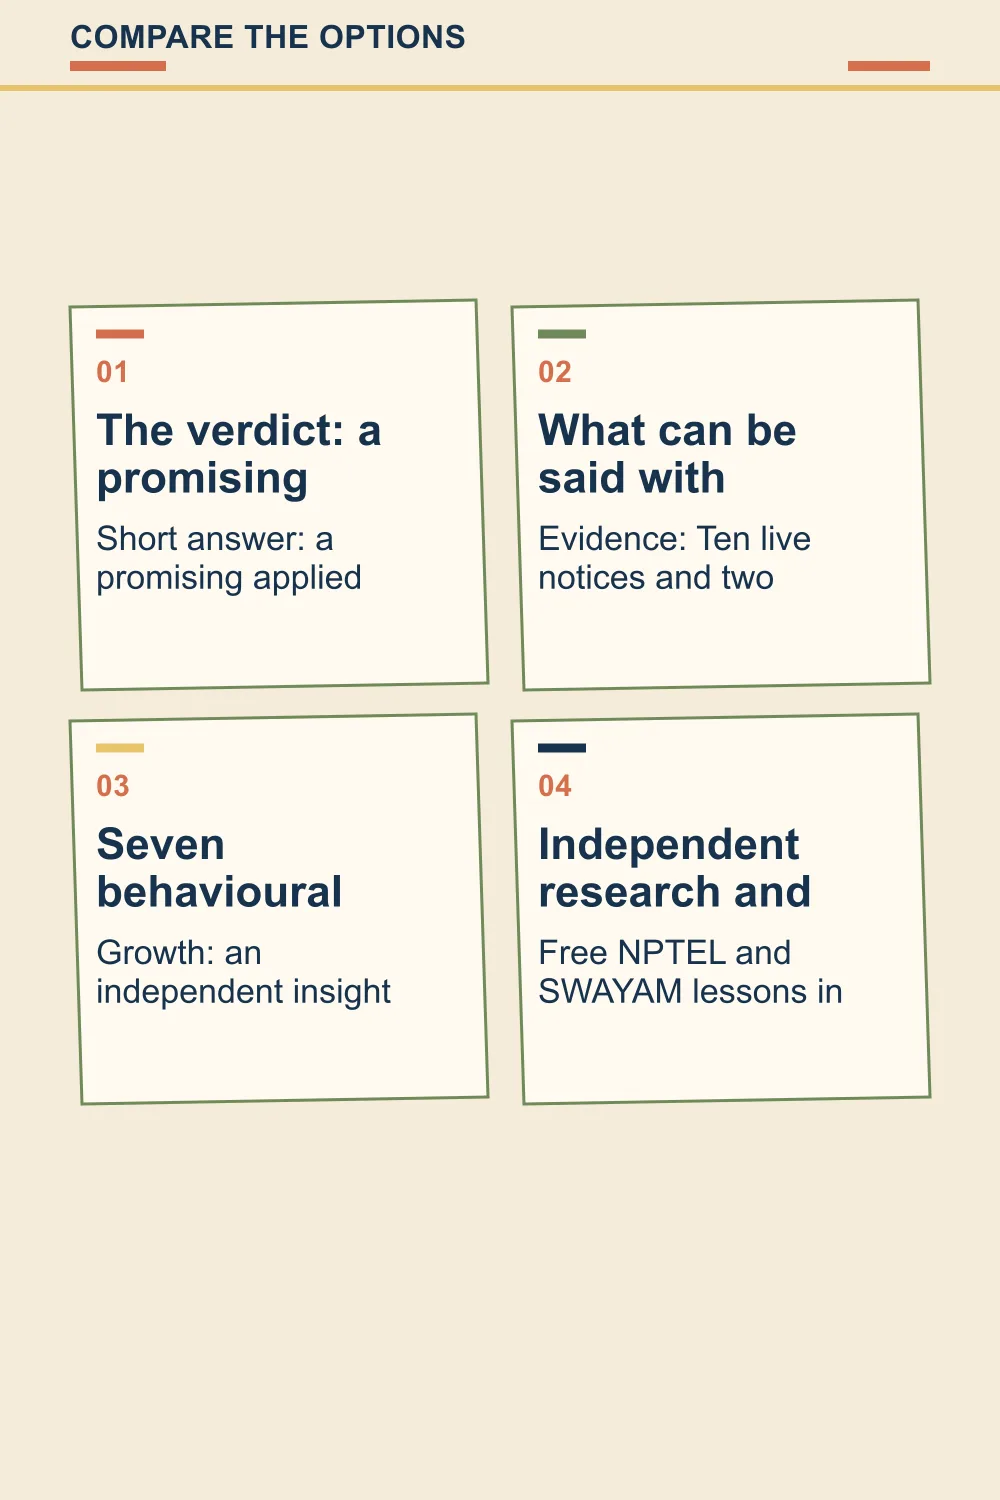 COMPARE THE OPTIONS
01
The verdict: a
promising
Short answer: a
promising applied
02
What can be
said with
Evidence: Ten live
notices and two
03
Seven
behavioural
Growth: an
independent insight
04
Independent
research and
Free NPTEL and
SWAYAM lessons in